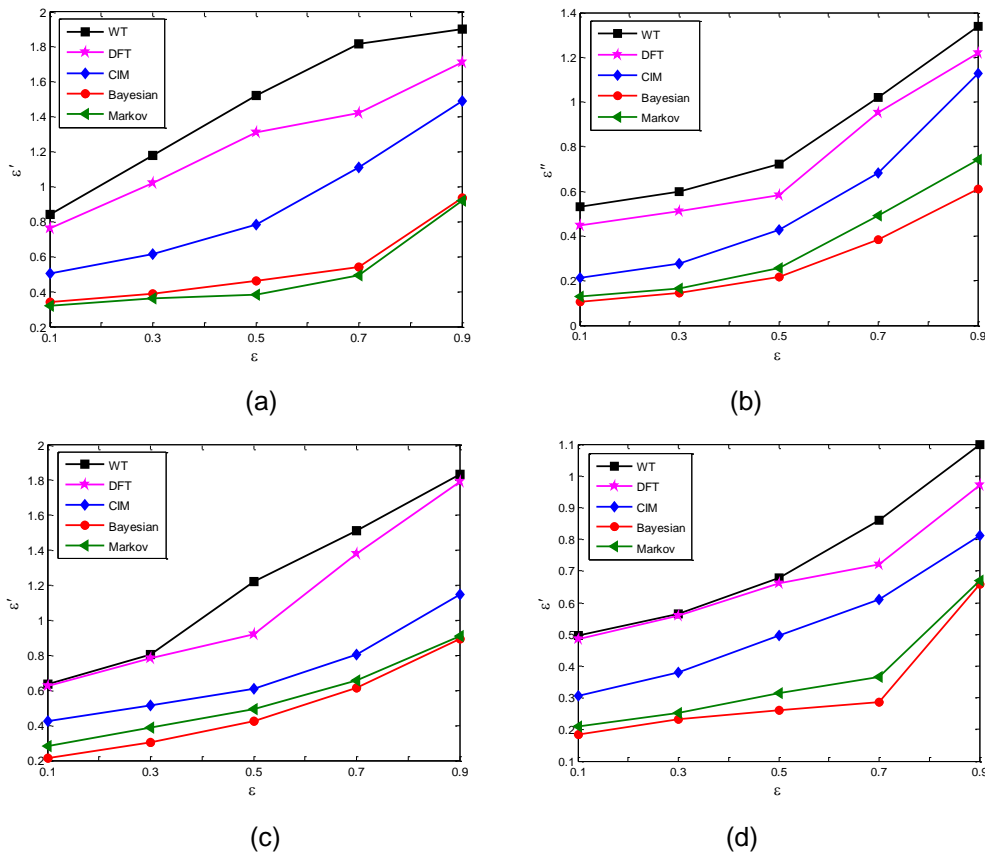 2
1.8
1.6
1.4
1.2
1
0.8
0.6
0.4
0.2
ε′
WT
DFT
CIM
Bayesian
Markov
0.1 0.3 0.5 0.7 0.9
ε
(a)
1.4
1.2
1
0.8
0.6
0.4
0.2
0
ε″
WT
DFT
CIM
Bayesian
Markov
0.1 0.3 0.5 0.7 0.9
ε
(b)
2
1.8
1.6
1.4
1.2
1
0.8
0.6
0.4
0.2
ε′
WT
DFT
CIM
Bayesian
Markov
0.1 0.3 0.5 0.7 0.9
ε
(c)
1.1
1
0.9
0.8
0.7
0.6
0.5
0.4
0.3
0.2
0.1
ε′
WT
DFT
CIM
Bayesian
Markov
0.1 0.3 0.5 0.7 0.9
ε
(d)